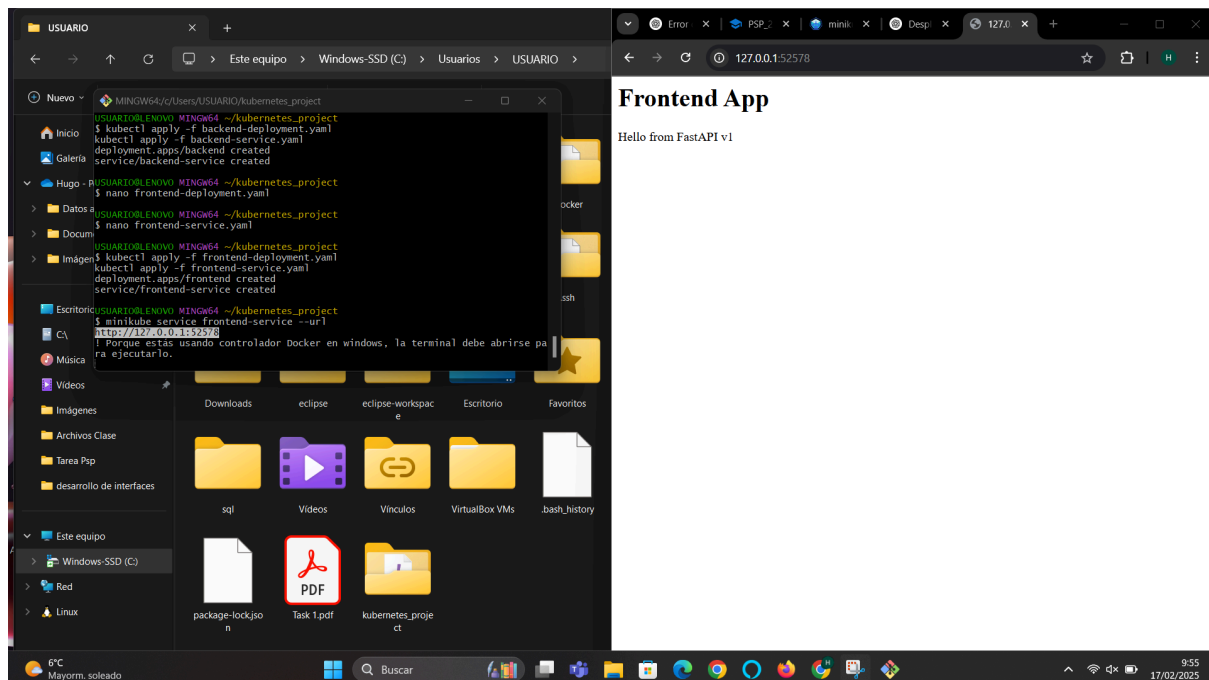 USUARIO
Este equipo > Windows-SSD (C:) > Usuarios > USUARIO >
Nuevo
Inicio
Galería
Hugo - P
Datos a
Docum
Imágen
Escritorio
C:\
Música
Vídeos
Imágenes
Archivos Clase
Tarea Psp
desarrollo de interfaces
Este equipo
Windows-SSD (C:)
Red
Linux
MINGW64:/c/Users/USUARIO/kubernetes_project
USUARIO@LENOVO MINGW64 ~/kubernetes_project
$ kubectl apply -f backend-deployment.yaml
kubectl apply -f backend-service.yaml
deployment.apps/backend created
service/backend-service created
USUARIO@LENOVO MINGW64 ~/kubernetes_project
$ nano frontend-deployment.yaml
USUARIO@LENOVO MINGW64 ~/kubernetes_project
$ nano frontend-service.yaml
USUARIO@LENOVO MINGW64 ~/kubernetes_project
$ kubectl apply -f frontend-deployment.yaml
kubectl apply -f frontend-service.yaml
deployment.apps/frontend created
service/frontend-service created
USUARIO@LENOVO MINGW64 ~/kubernetes_project
$ minikube service frontend-service --url
http://127.0.0.1:52578
! Porque estás usando controlador Docker en windows, la terminal debe abrirse pa
ra ejecutarlo.
ocker
.ssh
Downloads
eclipse
eclipse-workspac
e
Escritorio
Favoritos
sql
Vídeos
Vínculos
VirtualBox VMs
.bash_history
PDF
package-lock.jso
n
Task 1.pdf
kubernetes_proje
ct
Error
PSP_2
minik
Despl
127.0.
127.0.0.1:52578
H
Frontend App
Hello from FastAPI v1
6°C
Mayorm. soleado
Buscar
9:55
17/02/2025